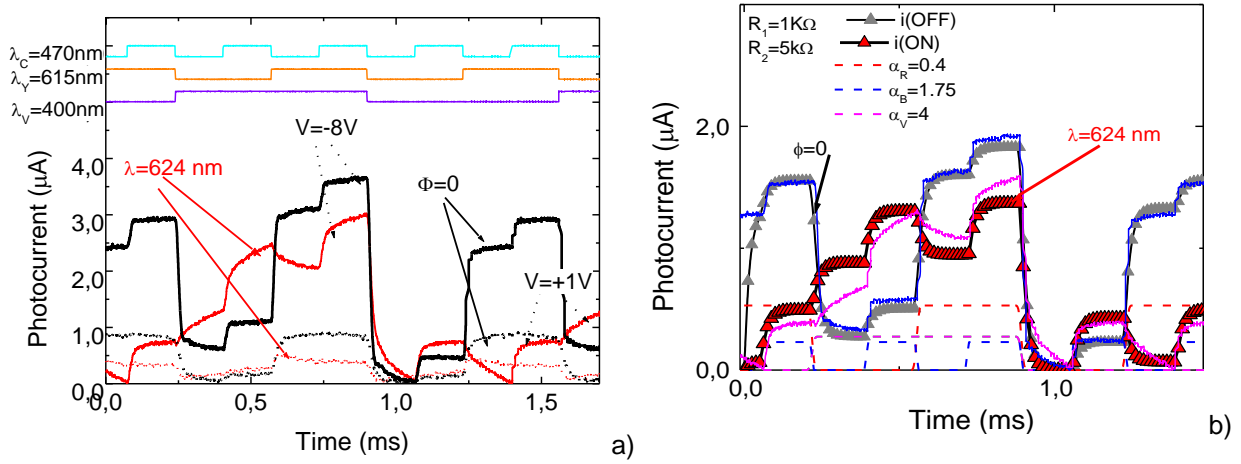 λC=470nm
λY=615nm
λV=400nm
V=-8V
λ=624 nm
Φ=0
V=+1V
4,0
3,0
2,0
1,0
0,0
0,0 0,5 1,0 1,5
Photocurrent (μA)
Time (ms)
a)
R1=1KΩ
R2=5kΩ
i(OFF)
i(ON)
αR=0.4
αB=1.75
αV=4
ϕ=0
λ=624 nm
2,0
0,0
0,0 1,0
Photocurrent (μA)
Time (ms)
b)